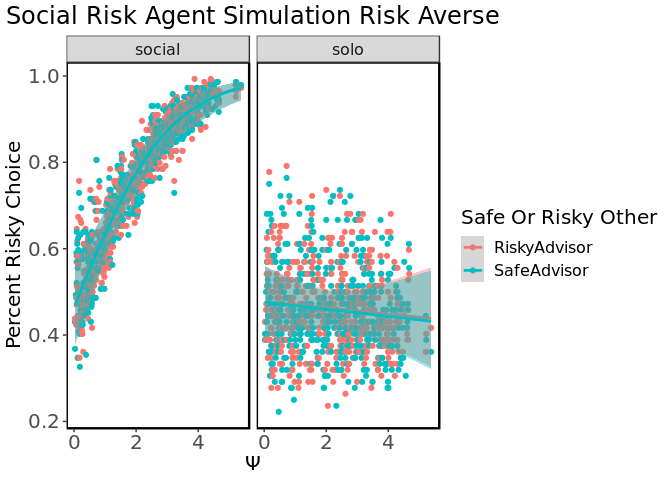 Social Risk Agent Simulation Risk Averse
social
solo
Percent Risky Choice
1.0
0.8
0.6
0.4
0.2
0 2 4
0 2 4
Ψ
Safe Or Risky Other
RiskyAdvisor
SafeAdvisor